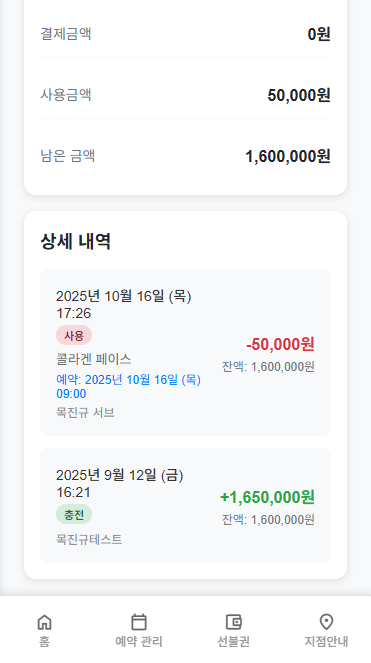 결제금액 0원
사용금액 50,000원
남은 금액 1,600,000원
상세 내역
2025년 10월 16일 (목)
17:26
사용
콜라겐 페이스
예약: 2025년 10월 16일 (목)
09:00
목진규 서브
-50,000원
잔액: 1,600,000원
2025년 9월 12일 (금)
16:21
충전
목진규테스트
+1,650,000원
잔액: 1,600,000원
홈 예약 관리 선불권 지점안내